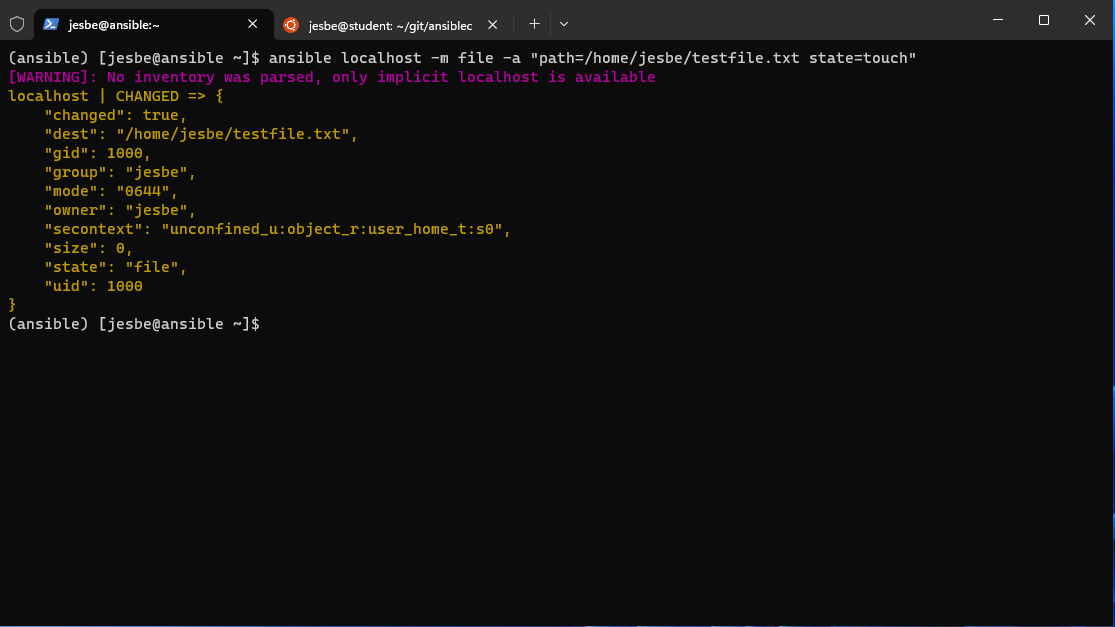 jesbe@ansible:~
jesbe@student: ~/git/ansiblec
(ansible) [jesbe@ansible ~]$ ansible localhost -m file -a "path=/home/jesbe/testfile.txt state=touch"
[WARNING]: No inventory was parsed, only implicit localhost is available
localhost | CHANGED => {
    "changed": true,
    "dest": "/home/jesbe/testfile.txt",
    "gid": 1000,
    "group": "jesbe",
    "mode": "0644",
    "owner": "jesbe",
    "secontext": "unconfined_u:object_r:user_home_t:s0",
    "size": 0,
    "state": "file",
    "uid": 1000
}
(ansible) [jesbe@ansible ~]$